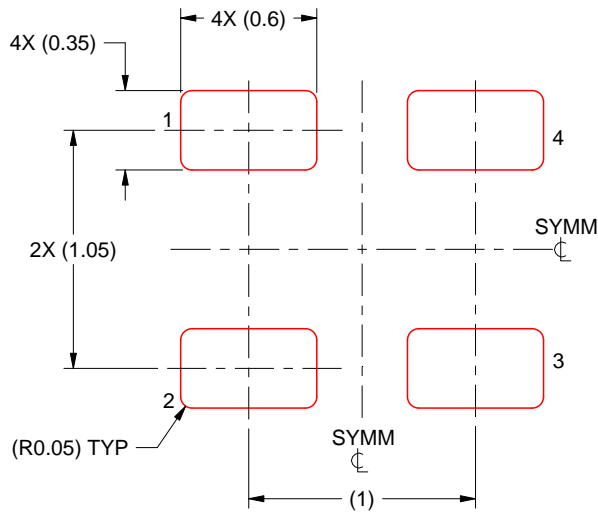 4X (0.6)
4X (0.35)
1
4
2X (1.05)
SYMM
℄
3
2
(R0.05) TYP
SYMM
℄
(1)